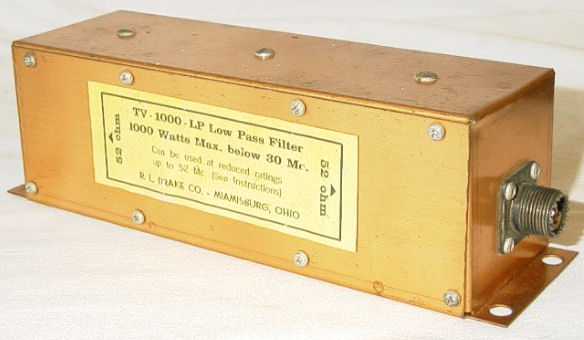 TV-1000-LP Low Pass Filter
1000 Watts Max. below 30 Mc.
Can be used at reduced ratings
up to 52 Mc. (See Instructions)
R. L. DRAKE CO. - MIAMISBURG, OHIO
52 ohm
52 ohm